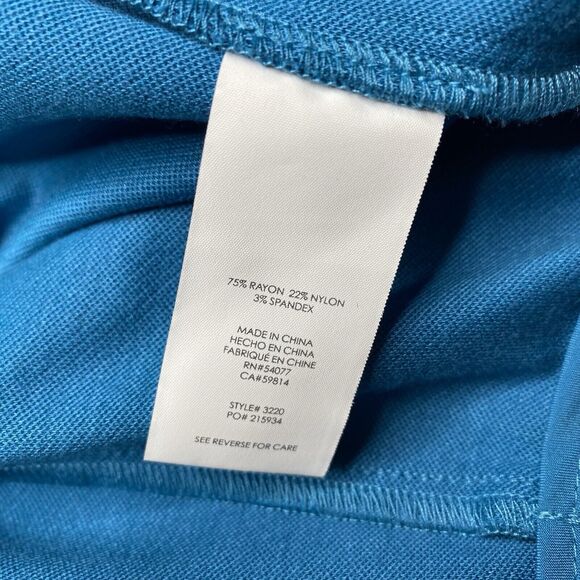 75% RAYON 22% NYLON
3% SPANDEX
MADE IN CHINA
HECHO EN CHINA
FABRIQUÉ EN CHINE
RN#54077
CA#59814
STYLE# 3220
PO# 215934
SEE REVERSE FOR CARE